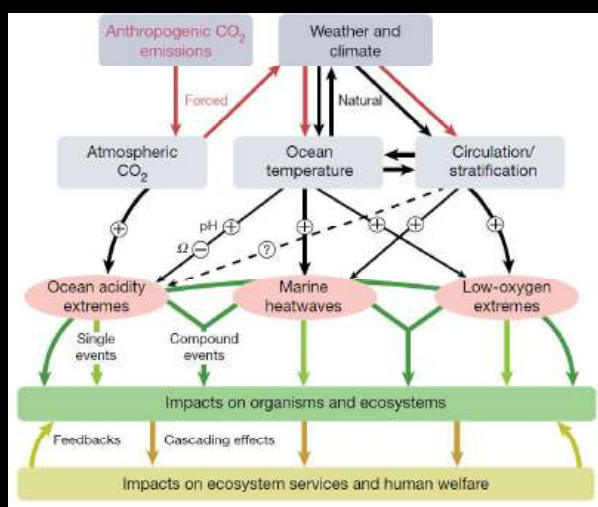 Anthropogenic CO₂
emissions
Weather and
climate
Forced
Natural
Atmospheric
CO₂
Ocean
temperature
Circulation/
stratification
pH
+
Ω
−
?
+
+
+
+
+
Ocean acidity
extremes
Marine
heatwaves
Low-oxygen
extremes
Single
events
Compound
events
Impacts on organisms and ecosystems
Feedbacks
Cascading effects
Impacts on ecosystem services and human welfare